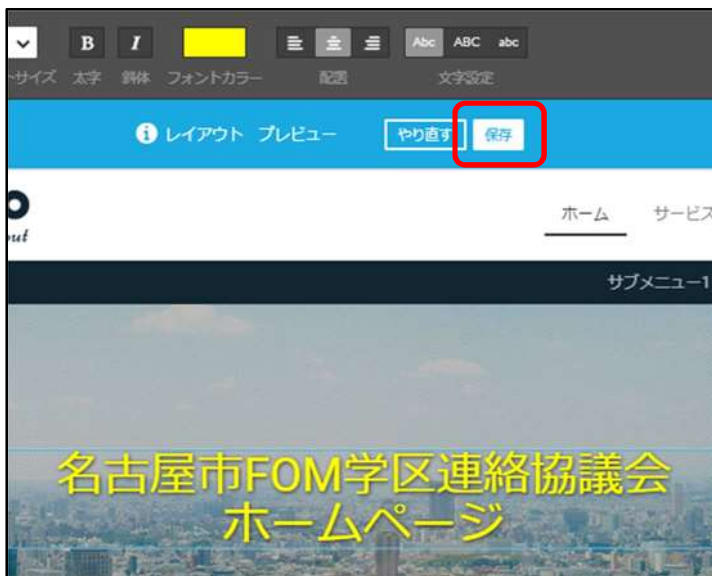 B I Abc ABC abc
トサイズ 太字 斜体 フォントカラー 配置 文字設定
レイアウト プレビュー やり直す 保存
out
ホーム サービス
サブメニュー1
名古屋市FOM学区連絡協議会
ホームページ